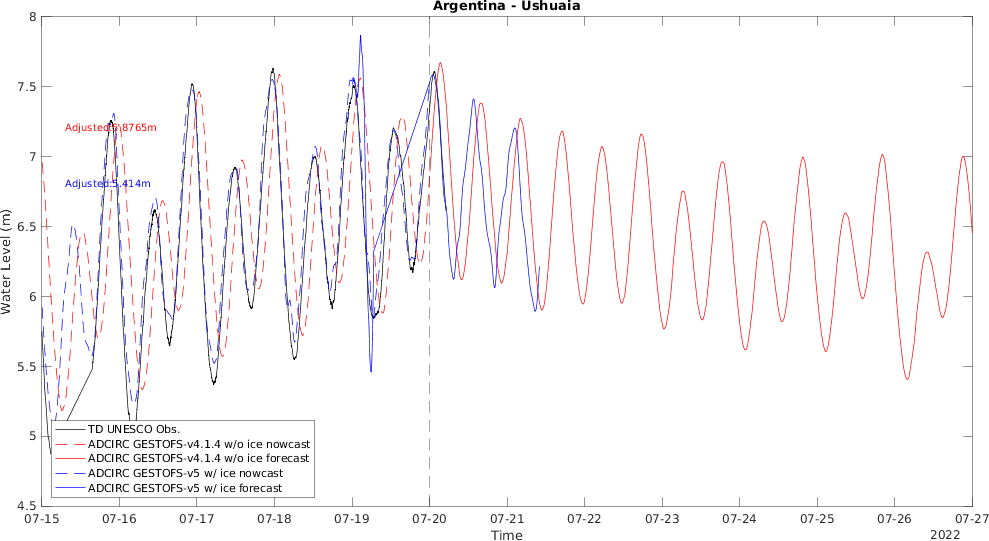 Argentina - Ushuaia
8
7.5
7
6.5
6
5.5
5
4.5
Water Level (m)
Adjusted:5.414m
TD UNESCO Obs.
ADCIRC GESTOFS-v4.1.4 w/o ice nowcast
ADCIRC GESTOFS-v4.1.4 w/o ice forecast
ADCIRC GESTOFS-v5 w/ ice nowcast
ADCIRC GESTOFS-v5 w/ ice forecast
07-15 07-16 07-17 07-18 07-19 07-20 07-21 07-22 07-23 07-24 07-25 07-26 07-27
Time
2022